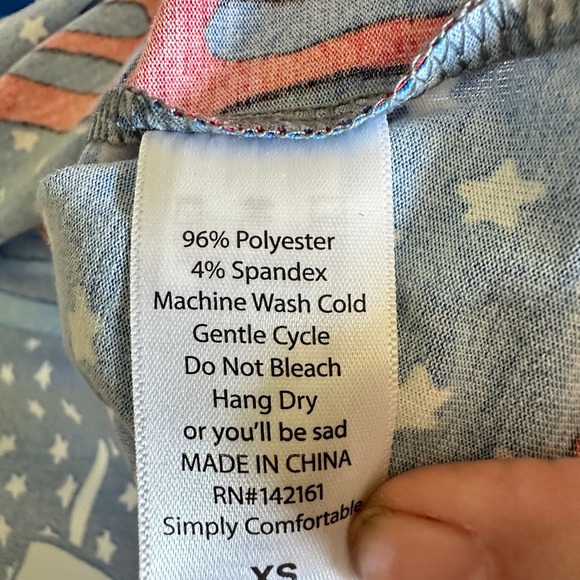 96% Polyester
4% Spandex
Machine Wash Cold
Gentle Cycle
Do Not Bleach
Hang Dry
or you'll be sad
MADE IN CHINA
RN#142161
Simply Comfortable
XS